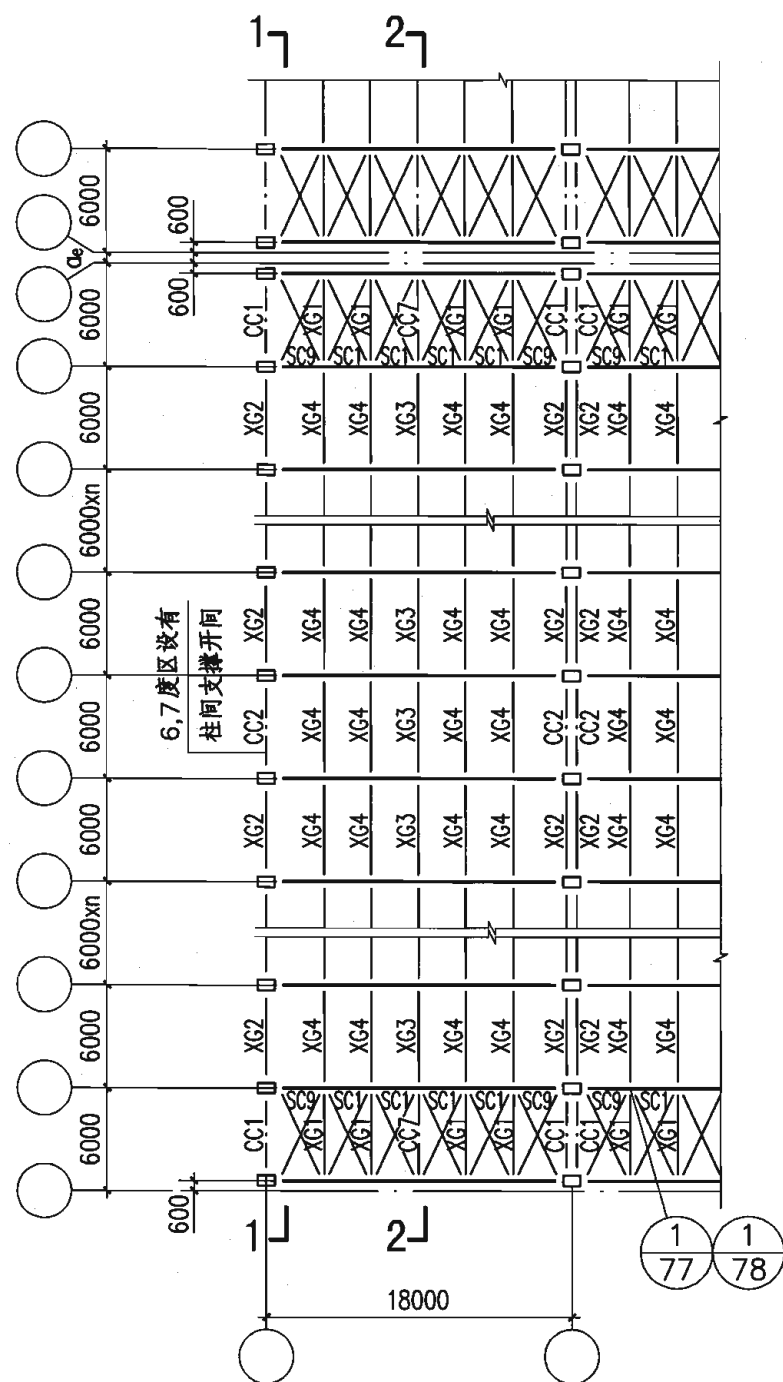 1 2
6000
600
ae
600
6000
CC1 XG1 XG1 CC7 XG1 XG1 CC1 CC1 XG1
SC9 SC1 SC1 SC1 SC1 SC9 SC9 SC1
6000
XG2 XG4 XG4 XG3 XG4 XG4 XG2 XG2 XG4 XG4
6000xn
6000
XG2 XG4 XG4 XG3 XG4 XG4 XG2 XG2 XG4 XG4
6,7度区设有
柱间支撑开间
6000
CC2 XG4 XG4 XG3 XG4 XG4 CC2 CC2 XG4 XG4
6000
XG2 XG4 XG4 XG3 XG4 XG4 XG2 XG2 XG4 XG4
6000xn
6000
XG2 XG4 XG4 XG3 XG4 XG4 XG2 XG2 XG4 XG4
6000
SC9 SC1 SC1 SC1 SC1 SC9 SC9 SC1
CC1 XG1 XG1 CC7 XG1 XG1 CC1 CC1 XG1 XG1
600
1 2
1 1
77 78
18000